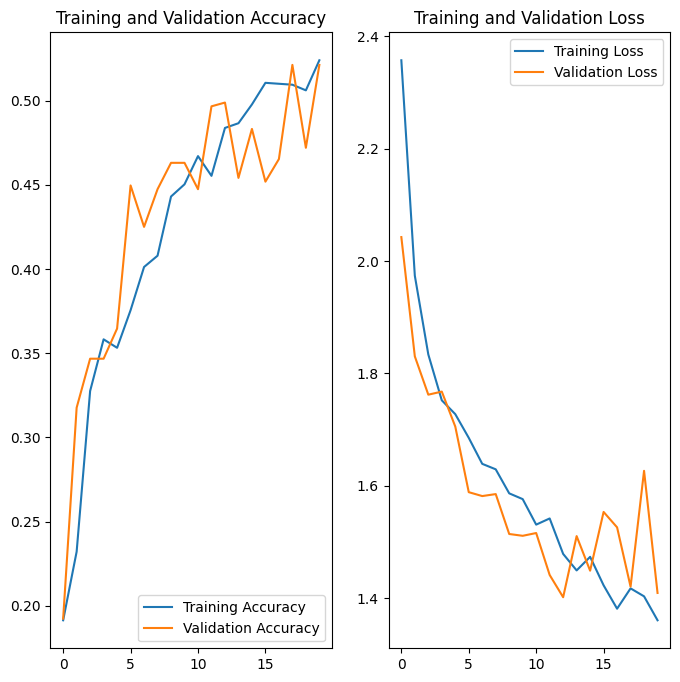 Training and Validation Accuracy
0.50
0.45
0.40
0.35
0.30
0.25
0.20
0 5 10 15
Training Accuracy
Validation Accuracy
Training and Validation Loss
2.4
2.2
2.0
1.8
1.6
1.4
0 5 10 15
Training Loss
Validation Loss